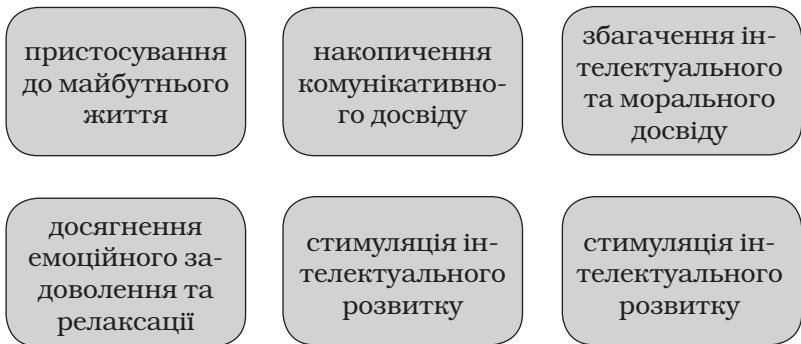 пристосування
до майбутнього
життя
накопичення
комунікативно-
го досвіду
збагачення ін-
телектуального
та морального
досвіду
досягнення
емоційного за-
доволення та
релаксації
стимуляція ін-
телектуального
розвитку
стимуляція ін-
телектуального
розвитку